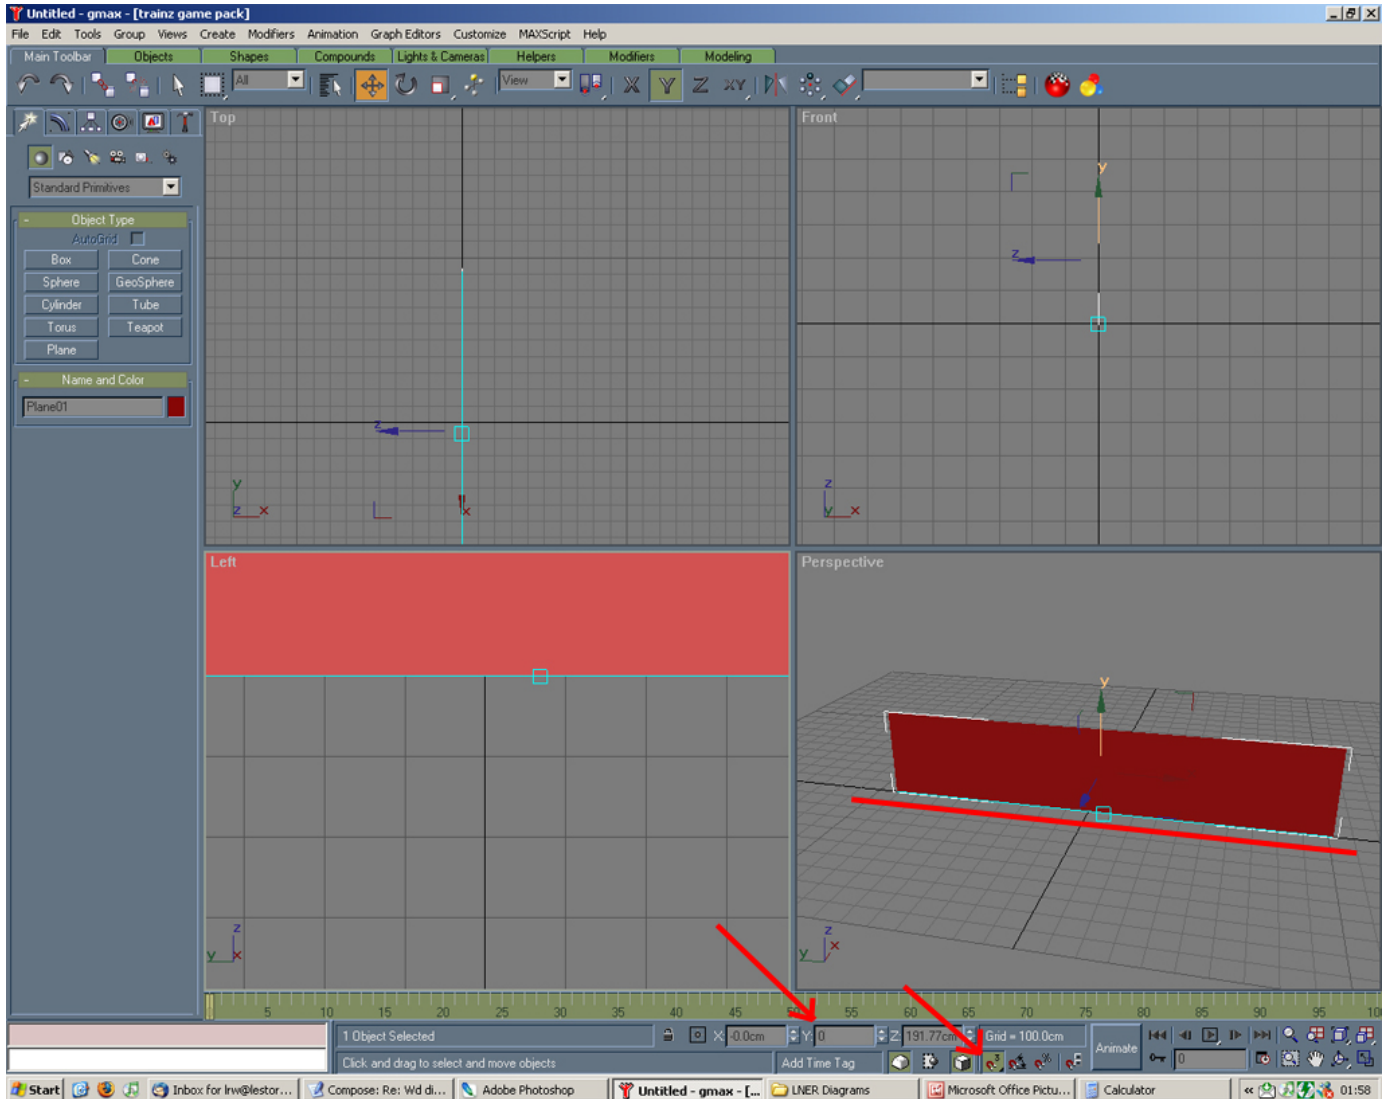 Untitled - gmax - [trainz game pack]
File Edit Tools Group Views Create Modifiers Animation Graph Editors Customize MAXScript Help
Main Toolbar Objects Shapes Compounds Lights & Cameras Helpers Modifiers Modeling
All View X Y Z XY
Top Front
Standard Primitives
Object Type
AutoGrid
Box Cone
Sphere GeoSphere
Cylinder Tube
Torus Teapot
Plane
Name and Color
Plane01
y
z
z
x
y
z x
z
y x
Left Perspective
y
z
y x
z
x
y
5 10 15 20 25 30 35 40 45 50 55 60 65 70 75 80 85 90 95 100
1 Object Selected X: -0.0cm Y: 0 Z: 191.77cm Grid = 100.0cm
Animate 0
Click and drag to select and move objects Add Time Tag
Start Inbox for lrw@lestor... Compose: Re: Wd di... Adobe Photoshop Untitled - gmax - [... LNER Diagrams Microsoft Office Pictu... Calculator « 01:58